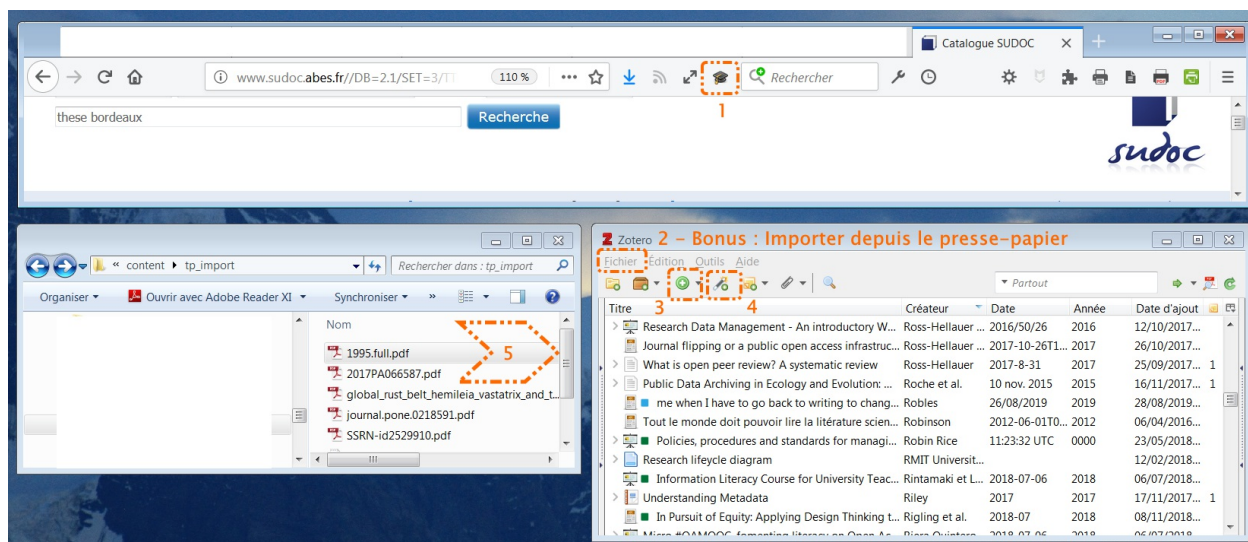 Catalogue SUDOC
www.sudoc.abes.fr//DB=2.1/SET=3/TT
110 %
Rechercher
1
these bordeaux
Recherche
sudoc
content ▸ tp_import
Rechercher dans : tp_import
Organiser
Ouvrir avec Adobe Reader XI
Synchroniser
»
Nom
5
1995.full.pdf
2017PA066587.pdf
global_rust_belt_hemileia_vastatrix_and_t...
journal.pone.0218591.pdf
SSRN-id2529910.pdf
Zotero 2 – Bonus : Importer depuis le presse-papier
Fichier Édition Outils Aide
Partout
3 4
Titre Créateur Date Année Date d'ajout
Research Data Management - An introductory W... Ross-Hellauer ... 2016/50/26 2016 12/10/2017...
Journal flipping or a public open access infrastruc... Ross-Hellauer ... 2017-10-26T1... 2017 26/10/2017...
What is open peer review? A systematic review Ross-Hellauer 2017-8-31 2017 25/09/2017... 1
Public Data Archiving in Ecology and Evolution: ... Roche et al. 10 nov. 2015 2015 16/11/2017... 1
me when I have to go back to writing to chang... Robles 26/08/2019 2019 28/08/2019...
Tout le monde doit pouvoir lire la litérature scien... Robinson 2012-06-01T0... 2012 06/04/2016...
Policies, procedures and standards for managi... Robin Rice 11:23:32 UTC 0000 23/05/2018...
Research lifeycle diagram RMIT Universit... 12/02/2018...
Information Literacy Course for University Teac... Rintamaki et L... 2018-07-06 2018 06/07/2018...
Understanding Metadata Riley 2017 2017 17/11/2017... 1
In Pursuit of Equity: Applying Design Thinking t... Rigling et al. 2018-07 2018 08/11/2018...